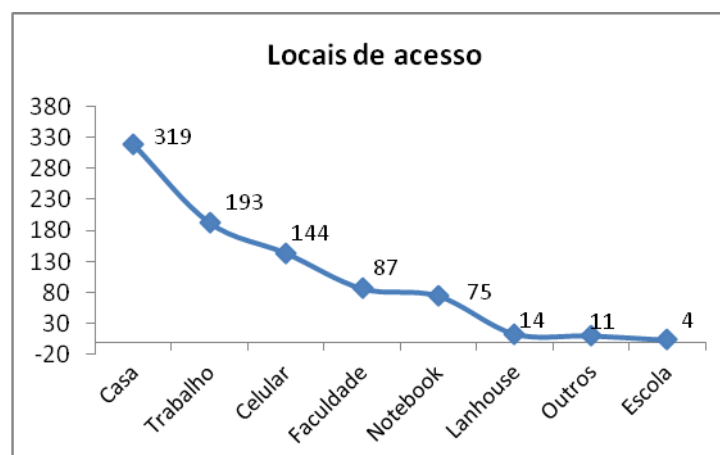 Locais de acesso
380
330
280
230
180
130
80
30
-20
319
193
144
87
75
14
11
4
Casa
Trabalho
Celular
Faculdade
Notebook
Lanhouse
Outros
Escola